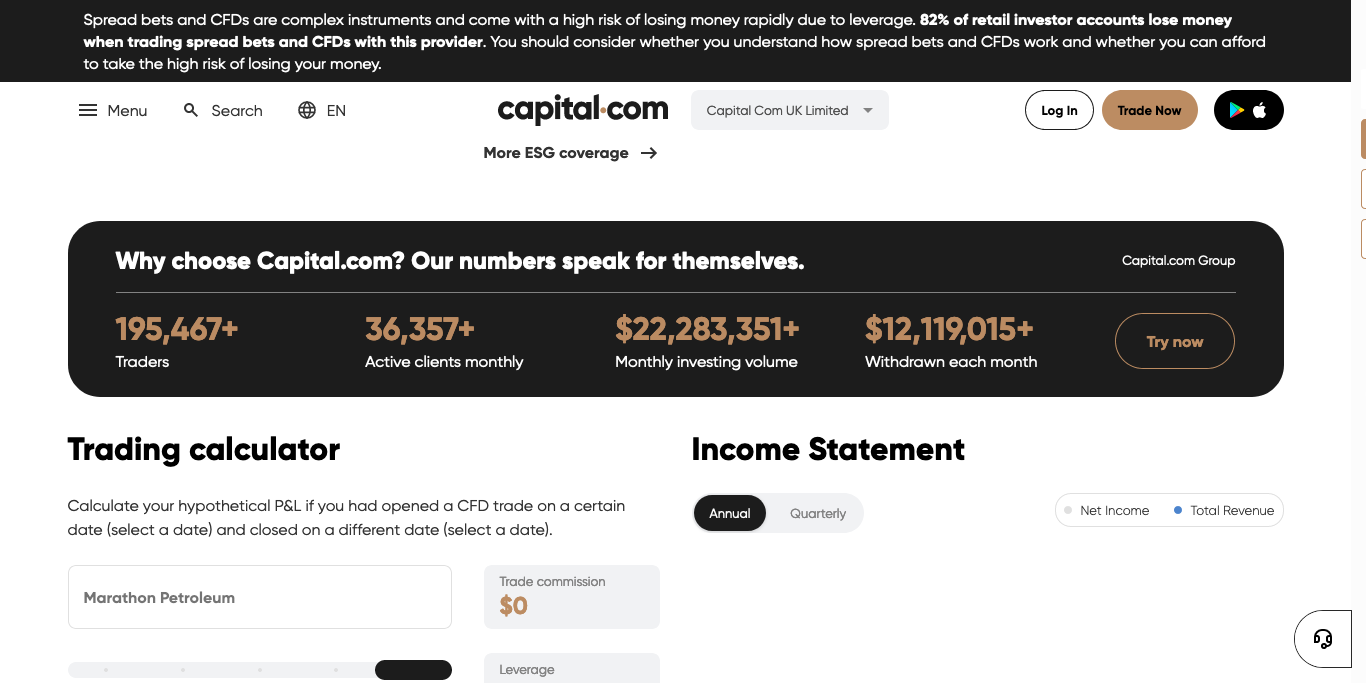 Spread bets and CFDs are complex instruments and come with a high risk of losing money rapidly due to leverage. 82% of retail investor accounts lose money
when trading spread bets and CFDs with this provider. You should consider whether you understand how spread bets and CFDs work and whether you can afford
to take the high risk of losing your money.
Menu
Search
EN
capital.com
Capital Com UK Limited
Log In
Trade Now
More ESG coverage
Why choose Capital.com? Our numbers speak for themselves.
Capital.com Group
195,467+
Traders
36,357+
Active clients monthly
$22,283,351+
Monthly investing volume
$12,119,015+
Withdrawn each month
Try now
Trading calculator
Calculate your hypothetical P&L if you had opened a CFD trade on a certain
date (select a date) and closed on a different date (select a date).
Marathon Petroleum
Trade commission
$0
Leverage
Income Statement
Annual
Quarterly
Net Income
Total Revenue